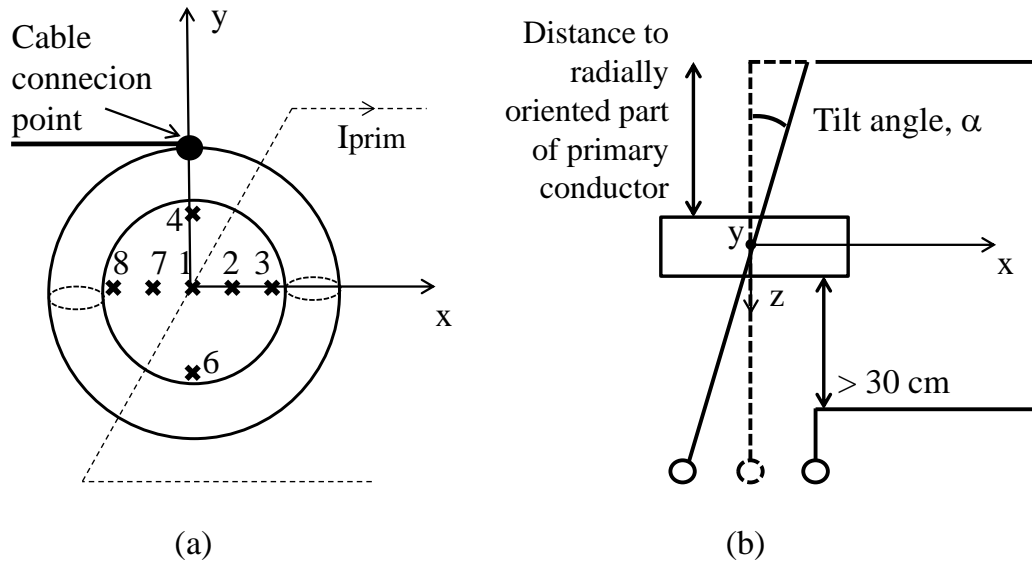 Cable
connecion
point
y
Iprim
4
8 7 1 2 3
x
6
(a)
Distance to
radially
oriented part
of primary
conductor
Tilt angle, α
y
x
z
> 30 cm
(b)